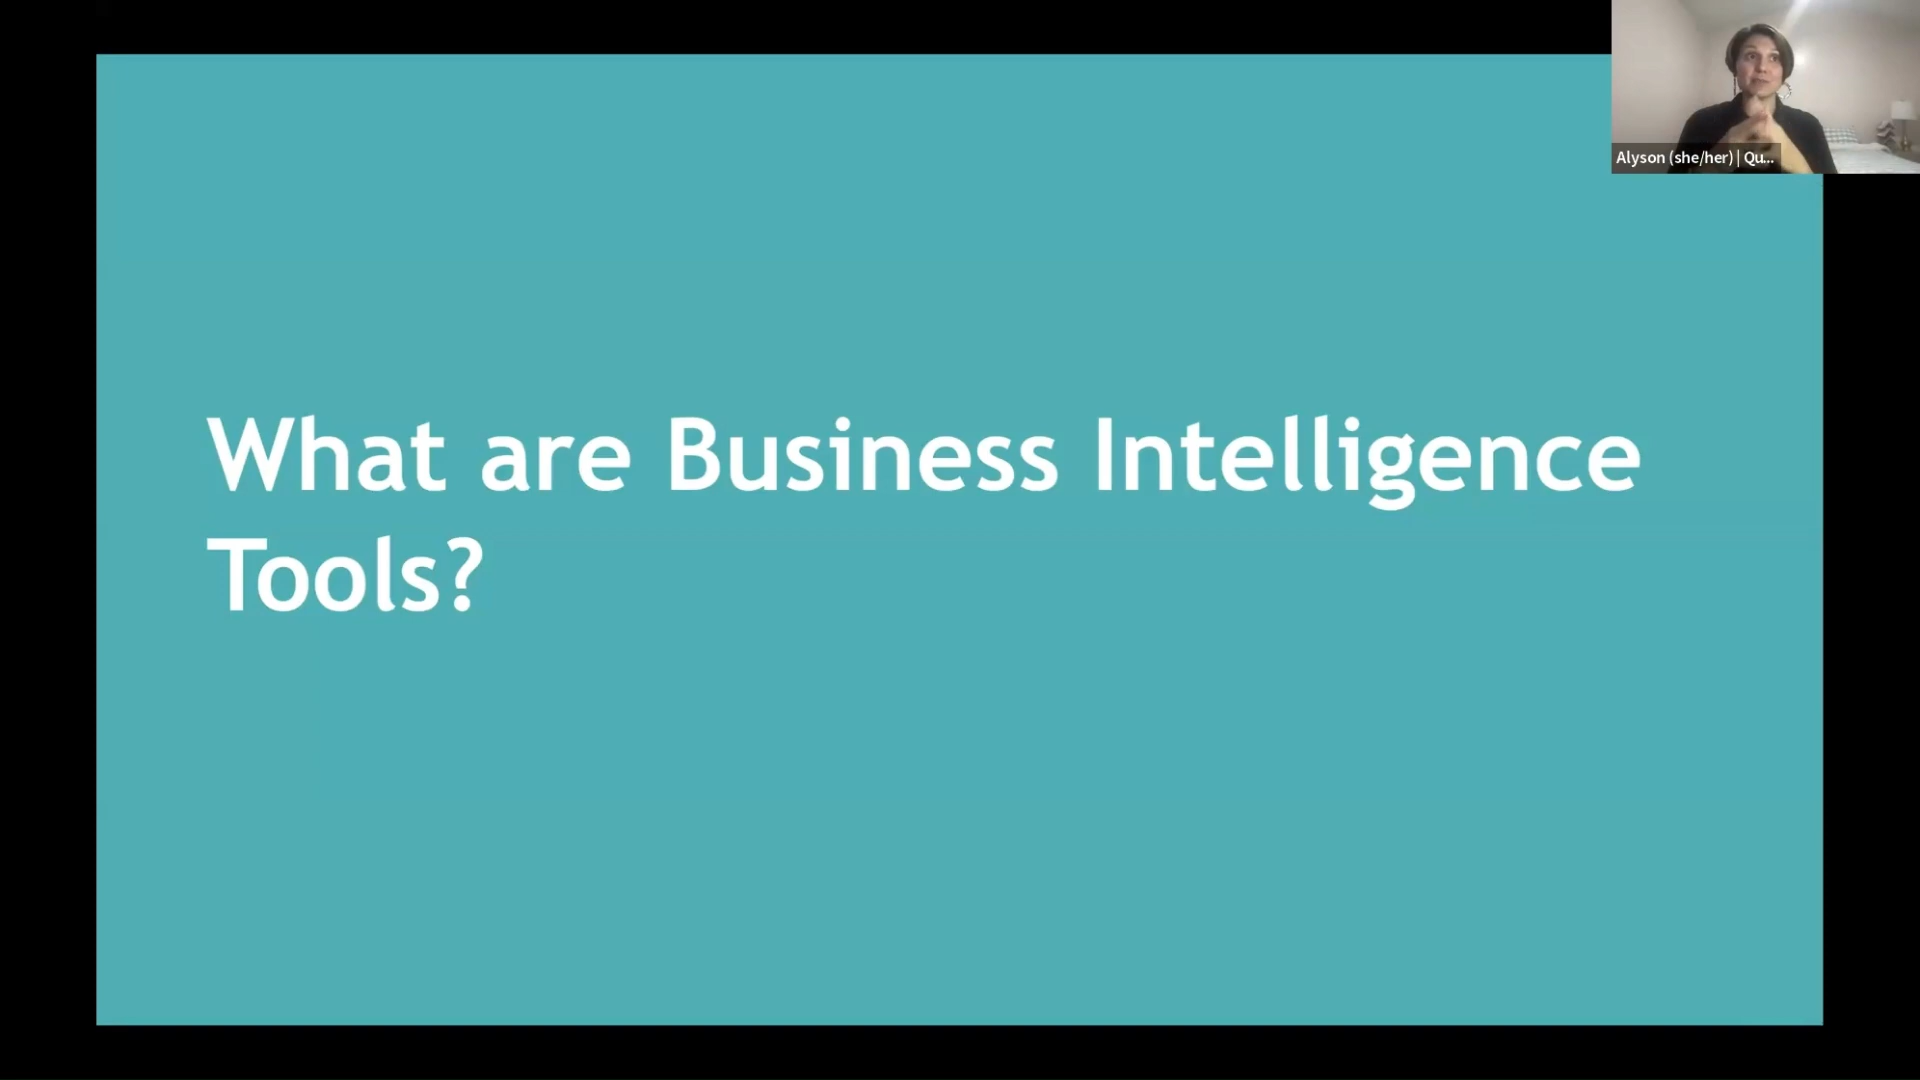 Alyson (she/her) | Qu...
What are Business Intelligence
Tools?